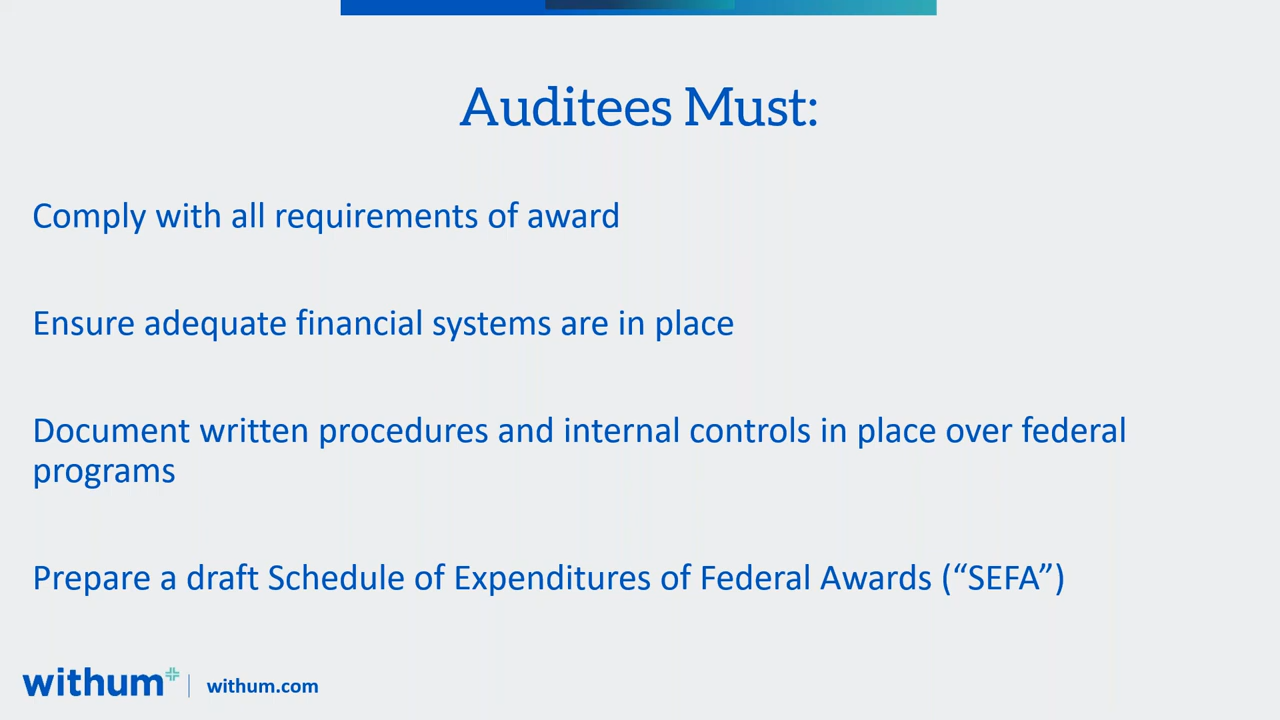 Auditees Must:
Comply with all requirements of award
Ensure adequate financial systems are in place
Document written procedures and internal controls in place over federal
programs
Prepare a draft Schedule of Expenditures of Federal Awards (“SEFA”)
withum+ | withum.com